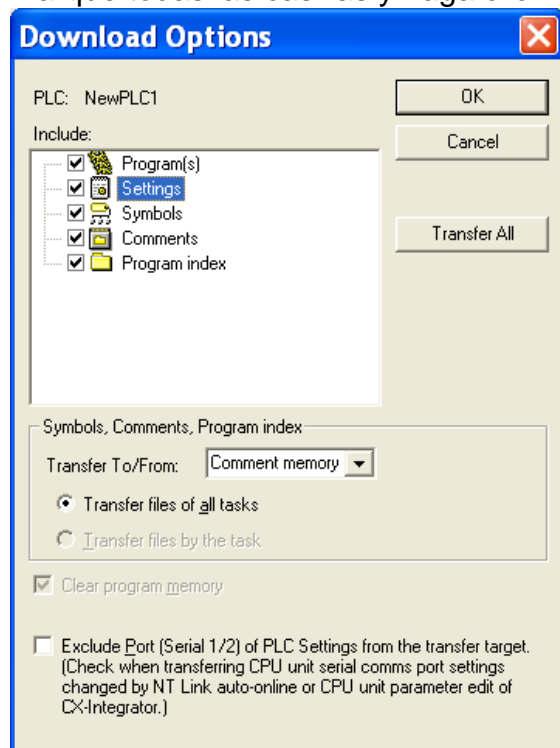 Download Options
PLC: NewPLC1
OK
Include:
Cancel
Program(s)
Settings
Symbols
Transfer All
Comments
Program index
Symbols, Comments, Program index
Transfer To/From: Comment memory
Transfer files of all tasks
Transfer files by the task
Clear program memory
Exclude Port (Serial 1/2) of PLC Settings from the transfer target.
(Check when transferring CPU unit serial comms port settings
changed by NT Link auto-online or CPU unit parameter edit of
CX-Integrator.)